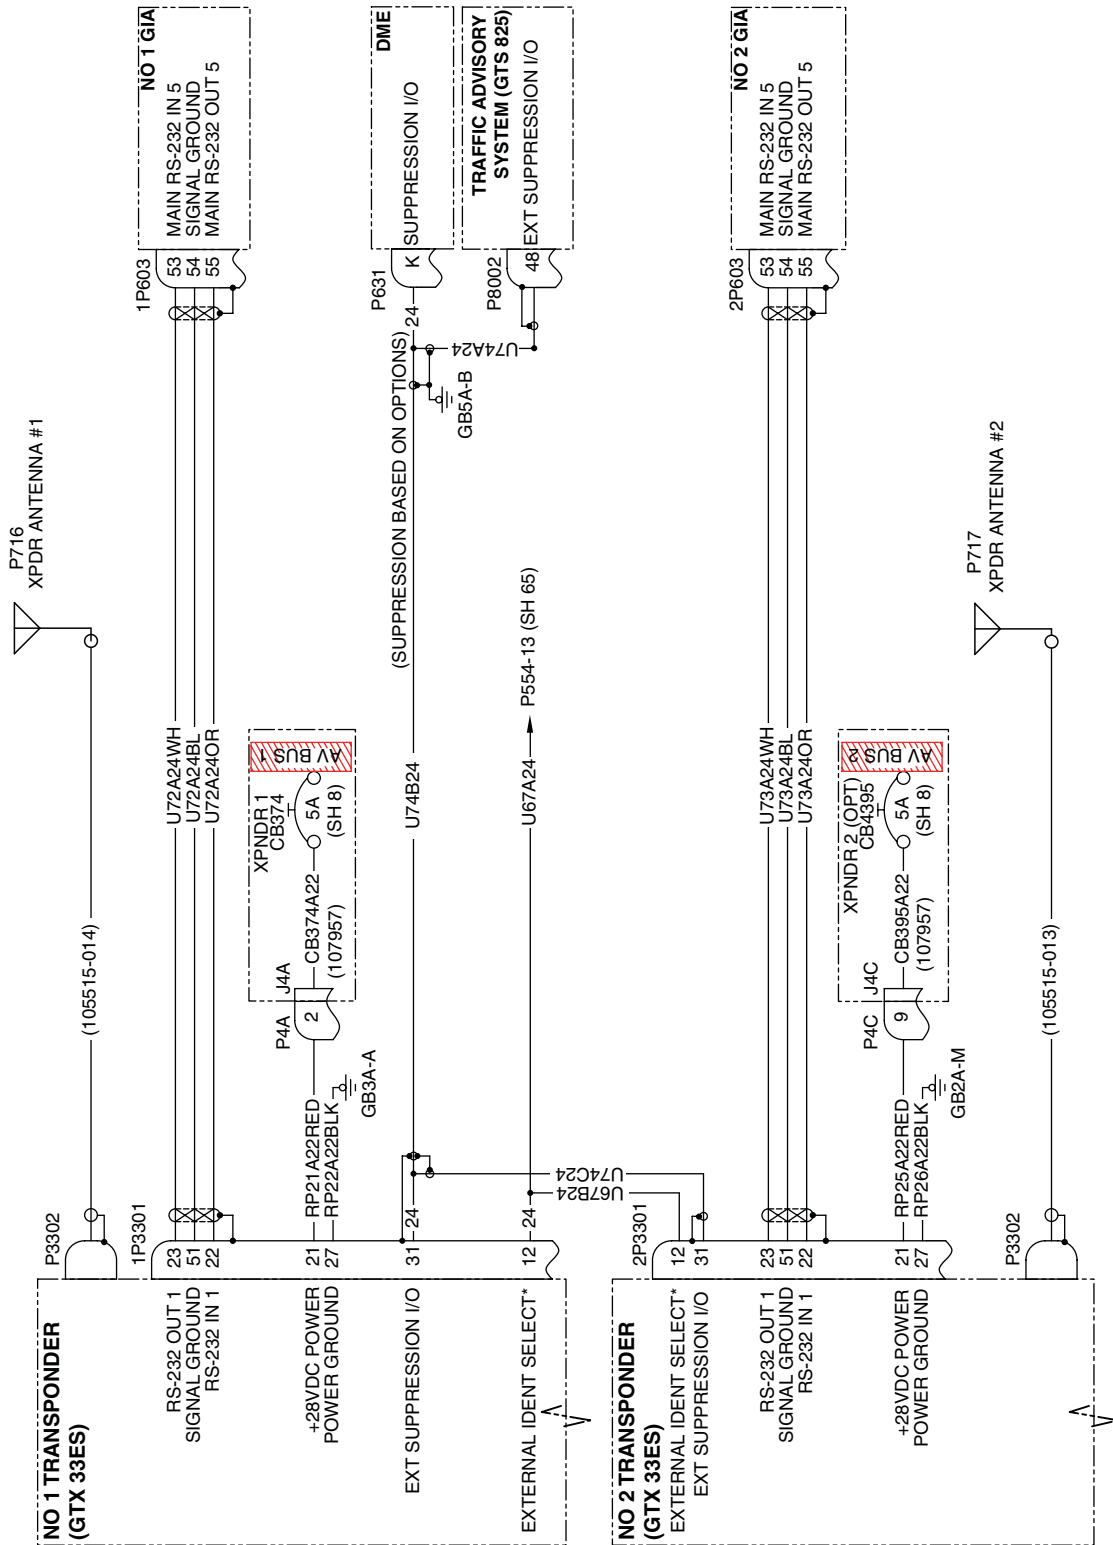 NO 1 TRANSPONDER
(GTX 33ES)
P3302
(105515-014)
P716
XPDR ANTENNA #1
1P3301
RS-232 OUT 1
SIGNAL GROUND
RS-232 IN 1
23
51
22
U72A24WH
U72A24BL
U72A24OR
1P603
53
54
55
NO 1 GIA
MAIN RS-232 IN 5
SIGNAL GROUND
MAIN RS-232 OUT 5
+28VDC POWER
POWER GROUND
21
27
RP21A22RED
RP22A22BLK
GB3A-A
P4A
J4A
2
CB374A22
(107957)
XPNDR 1
CB374
5A
(SH 8)
AV BUS 1
EXT SUPPRESSION I/O
31
24
U74B24
(SUPPRESSION BASED ON OPTIONS)
24
P631
K
DME
SUPPRESSION I/O
GB5A-B
U74A24
P8002
48
TRAFFIC ADVISORY
SYSTEM (GTS 825)
EXT SUPPRESSION I/O
EXTERNAL IDENT SELECT*
12
24
U67A24
P554-13 (SH 65)
U67B24
U74C24
NO 2 TRANSPONDER
(GTX 33ES)
2P3301
EXTERNAL IDENT SELECT*
EXT SUPPRESSION I/O
12
31
RS-232 OUT 1
SIGNAL GROUND
RS-232 IN 1
23
51
22
U73A24WH
U73A24BL
U73A24OR
2P603
53
54
55
NO 2 GIA
MAIN RS-232 IN 5
SIGNAL GROUND
MAIN RS-232 OUT 5
+28VDC POWER
POWER GROUND
21
27
RP25A22RED
RP26A22BLK
GB2A-M
P4C
J4C
9
CB395A22
(107957)
XPNDR 2 (OPT)
CB4395
5A
(SH 8)
AV BUS 2
P3302
(105515-013)
P717
XPDR ANTENNA #2